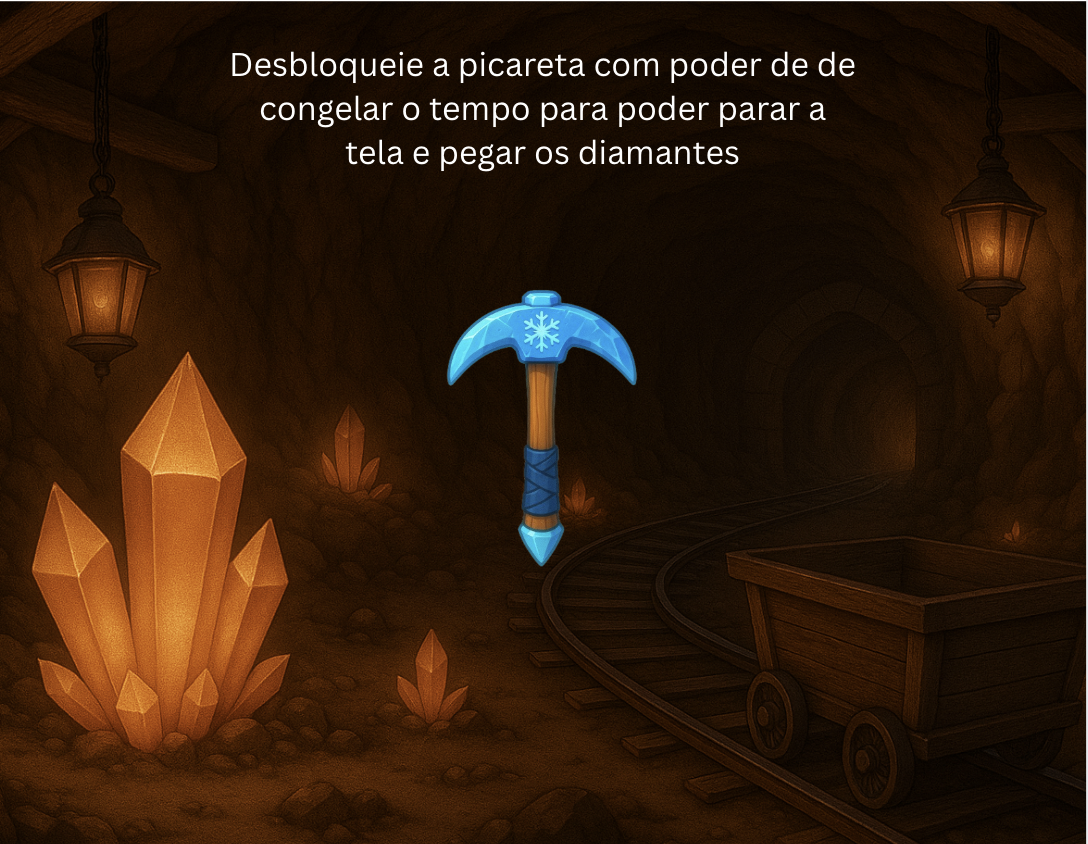 Desbloqueie a picareta com poder de de
congelar o tempo para poder parar a
tela e pegar os diamantes